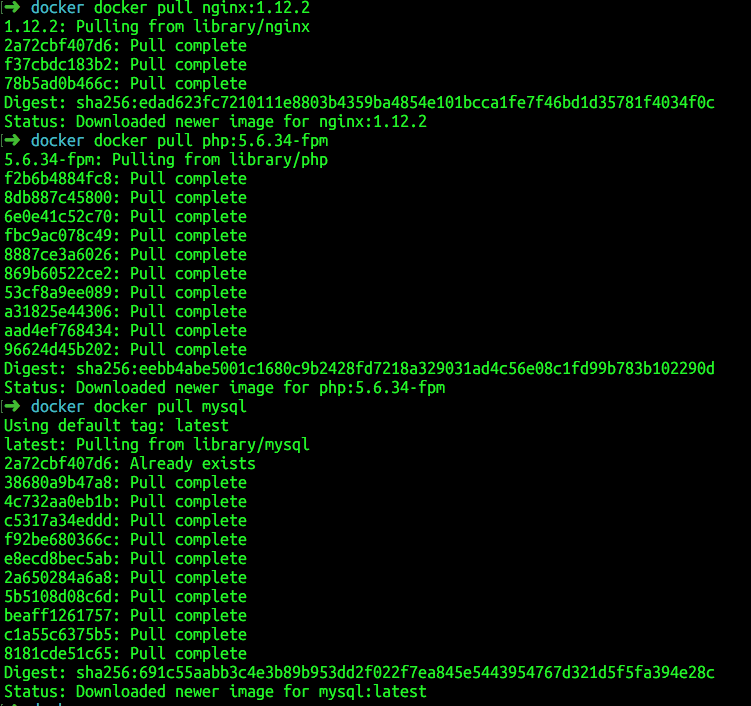 ➜ docker docker pull nginx:1.12.2
1.12.2: Pulling from library/nginx
2a72cbf407d6: Pull complete
f37cbdc183b2: Pull complete
78b5ad0b466c: Pull complete
Digest: sha256:edad623fc7210111e8803b4359ba4854e101bcca1fe7f46bd1d35781f4034f0c
Status: Downloaded newer image for nginx:1.12.2
➜ docker docker pull php:5.6.34-fpm
5.6.34-fpm: Pulling from library/php
f2b6b4884fc8: Pull complete
8db887c45800: Pull complete
6e0e41c52c70: Pull complete
fbc9ac078c49: Pull complete
8887ce3a6026: Pull complete
869b60522ce2: Pull complete
53cf8a9ee089: Pull complete
a31825e44306: Pull complete
aad4ef768434: Pull complete
96624d45b202: Pull complete
Digest: sha256:eebb4abe5001c1680c9b2428fd7218a329031ad4c56e08c1fd99b783b102290d
Status: Downloaded newer image for php:5.6.34-fpm
➜ docker docker pull mysql
Using default tag: latest
latest: Pulling from library/mysql
2a72cbf407d6: Already exists
38680a9b47a8: Pull complete
4c732aa0eb1b: Pull complete
c5317a34eddd: Pull complete
f92be680366c: Pull complete
e8ecd8bec5ab: Pull complete
2a650284a6a8: Pull complete
5b5108d08c6d: Pull complete
beaff1261757: Pull complete
c1a55c6375b5: Pull complete
8181cde51c65: Pull complete
Digest: sha256:691c55aabb3c4e3b89b953dd2f022f7ea845e5443954767d321d5f5fa394e28c
Status: Downloaded newer image for mysql:latest